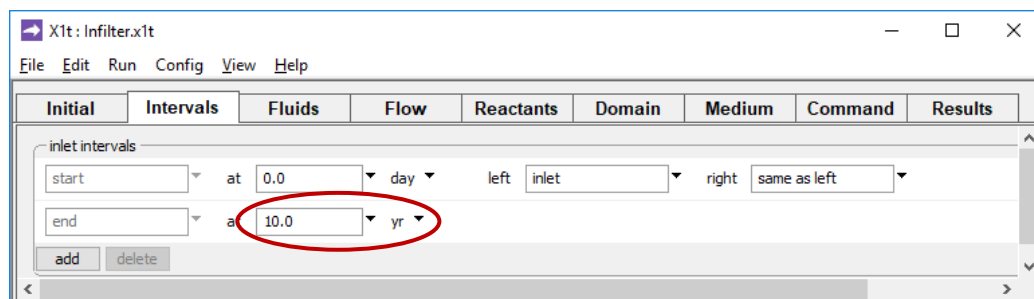 X1t : Infilter.x1t
File Edit Run Config View Help
Initial Intervals Fluids Flow Reactants Domain Medium Command Results
inlet intervals
start at 0.0 day left inlet right same as left
end a 10.0 yr
add delete